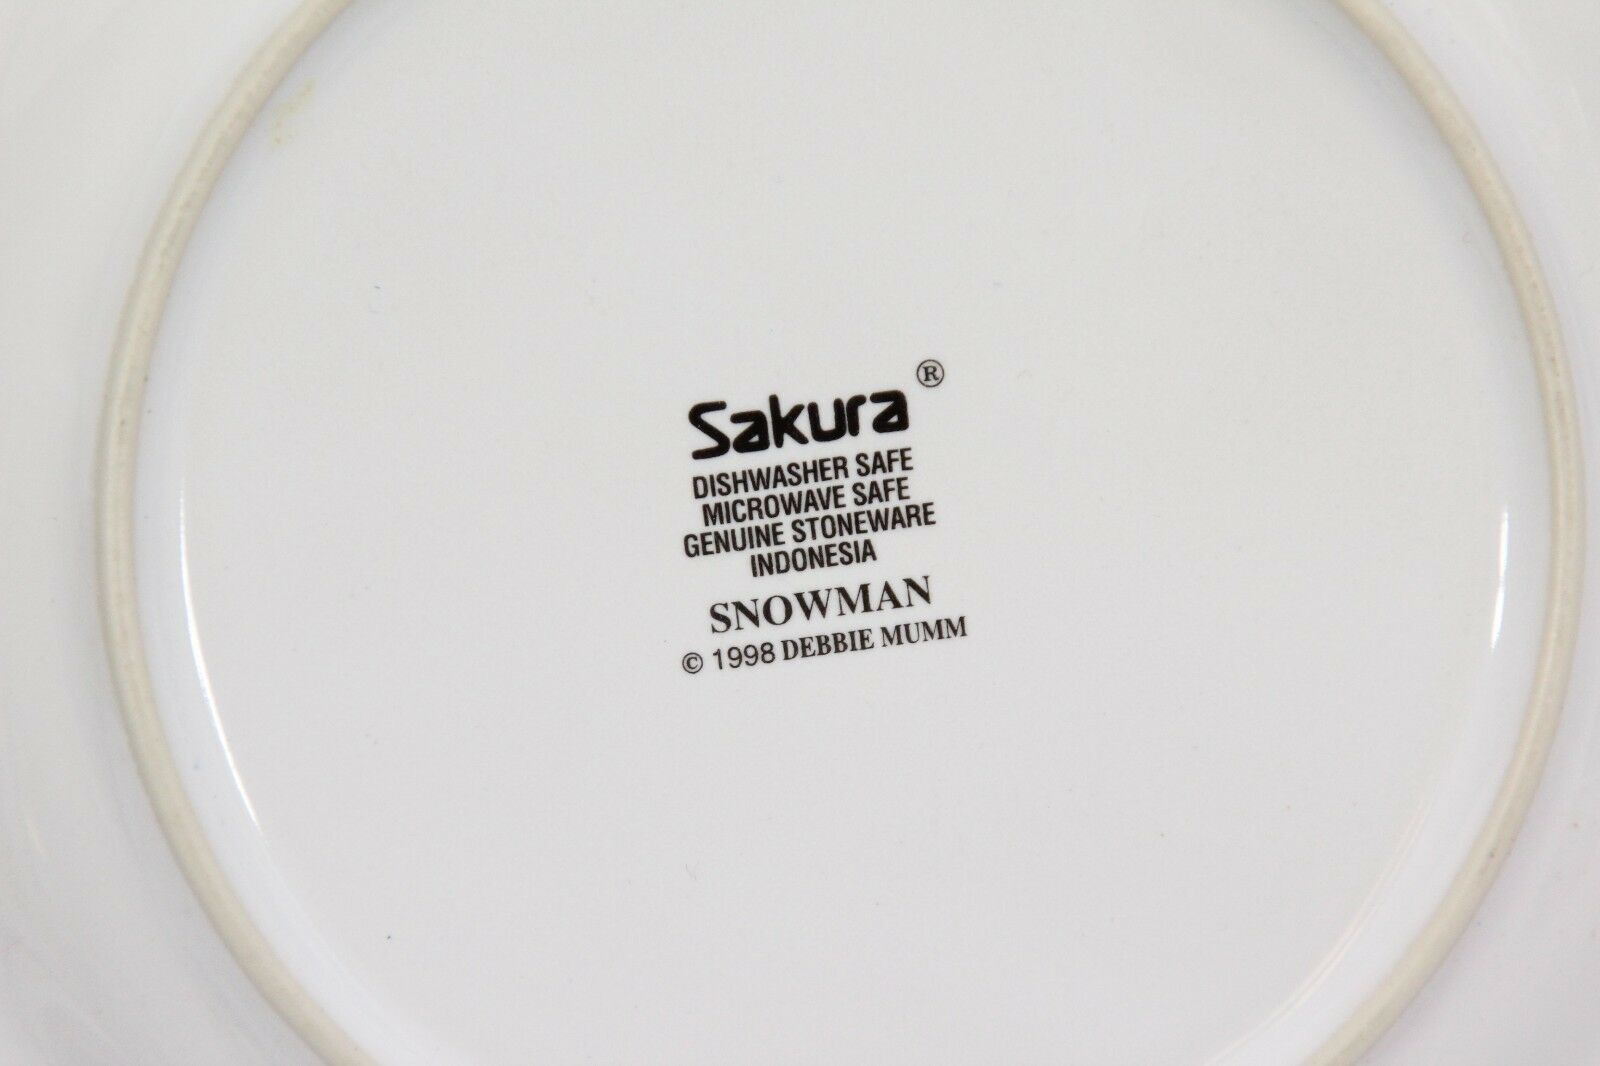 Sakura®
DISHWASHER SAFE
MICROWAVE SAFE
GENUINE STONEWARE
INDONESIA
SNOWMAN
© 1998 DEBBIE MUMM